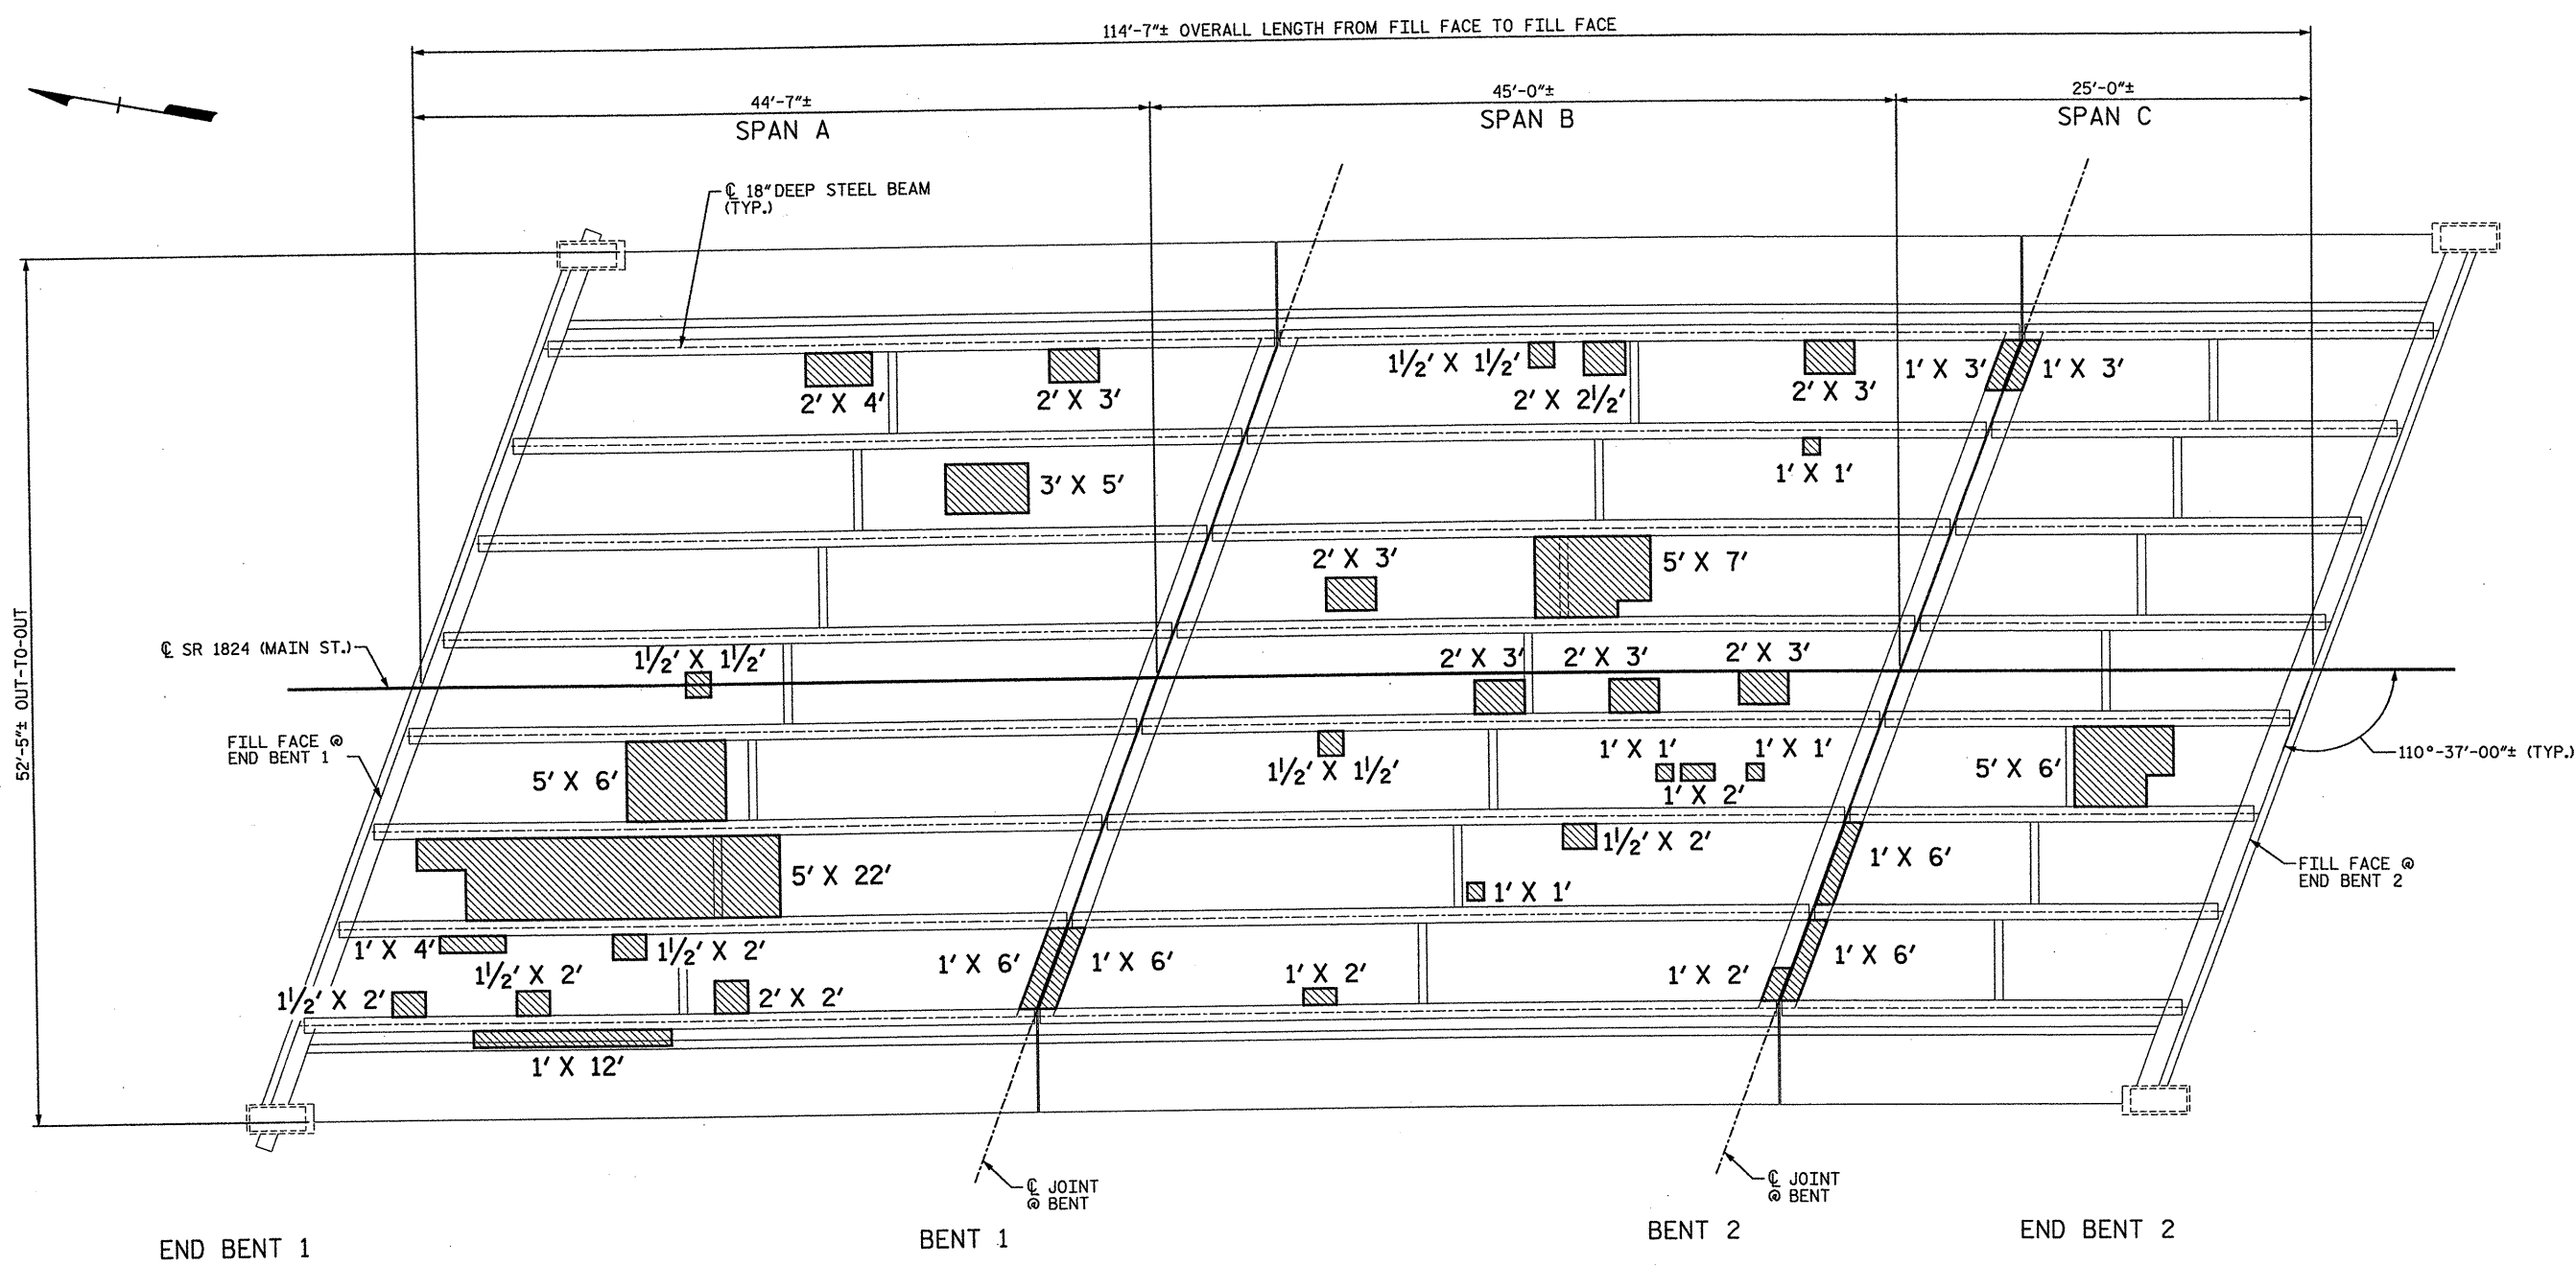 114'-7"± OVERALL LENGTH FROM FILL FACE TO FILL FACE
44'-7"±
45'-0"±
25'-0"±
SPAN A
SPAN B
SPAN C
℄ 18" DEEP STEEL BEAM
(TYP.)
52'-5"± OUT-TO-OUT
2' X 4'
2' X 3'
1½' X 1½'
2' X 2½'
2' X 3'
1' X 3'
1' X 3'
3' X 5'
1' X 1'
2' X 3'
5' X 7'
℄ SR 1824 (MAIN ST.)
1½' X 1½'
2' X 3'
2' X 3'
2' X 3'
FILL FACE @
END BENT 1
5' X 6'
1½' X 1½'
1' X 1'
1' X 2'
1' X 1'
5' X 6'
110°-37'-00"± (TYP.)
5' X 22'
1½' X 2'
1' X 1'
1' X 6'
FILL FACE @
END BENT 2
1' X 4'
1½' X 2'
1½' X 2'
1½' X 2'
2' X 2'
1' X 6'
1' X 6'
1' X 2'
1' X 2'
1' X 6'
1' X 12'
℄ JOINT
@ BENT
℄ JOINT
@ BENT
END BENT 1
BENT 1
BENT 2
END BENT 2